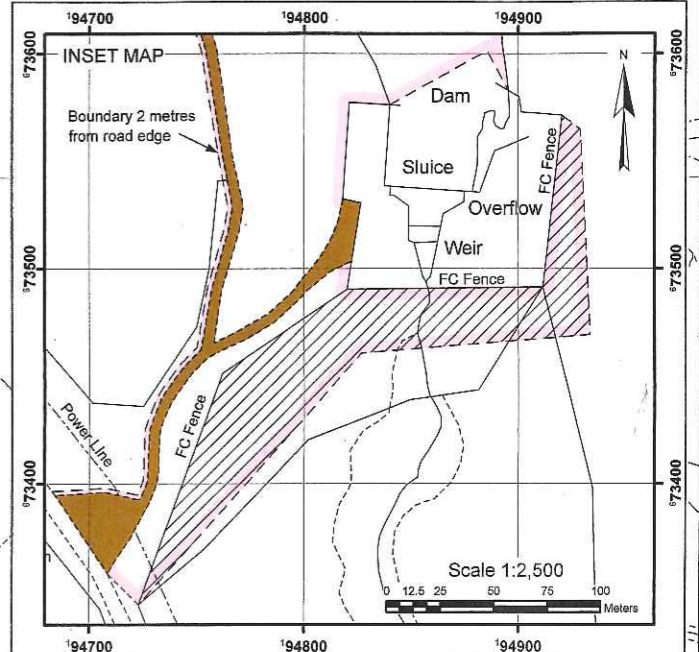 ¹94700 ¹94800 ¹94900
INSET MAP
N
⁶73600
⁶73600
Boundary 2 metres
from road edge
Dam
Sluice
FC Fence
Overflow
Weir
⁶73500
⁶73500
FC Fence
Power Line
FC Fence
⁶73400
⁶73400
Scale 1:2,500
0 12.5 25 50 75 100
Meters
¹94700 ¹94800 ¹94900